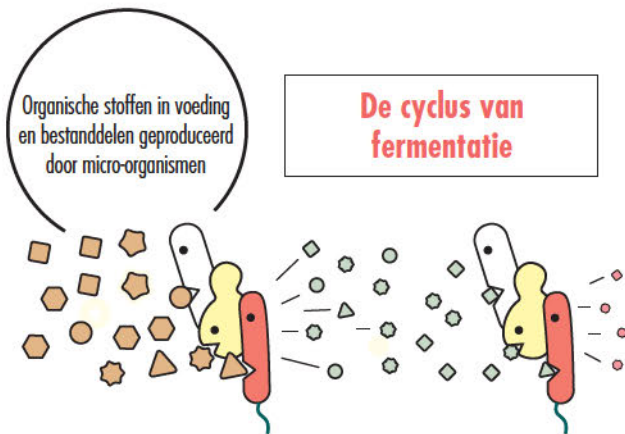 Organische stoffen in voeding
en bestanddelen geproduceerd
door micro-organismen
De cyclus van
fermentatie